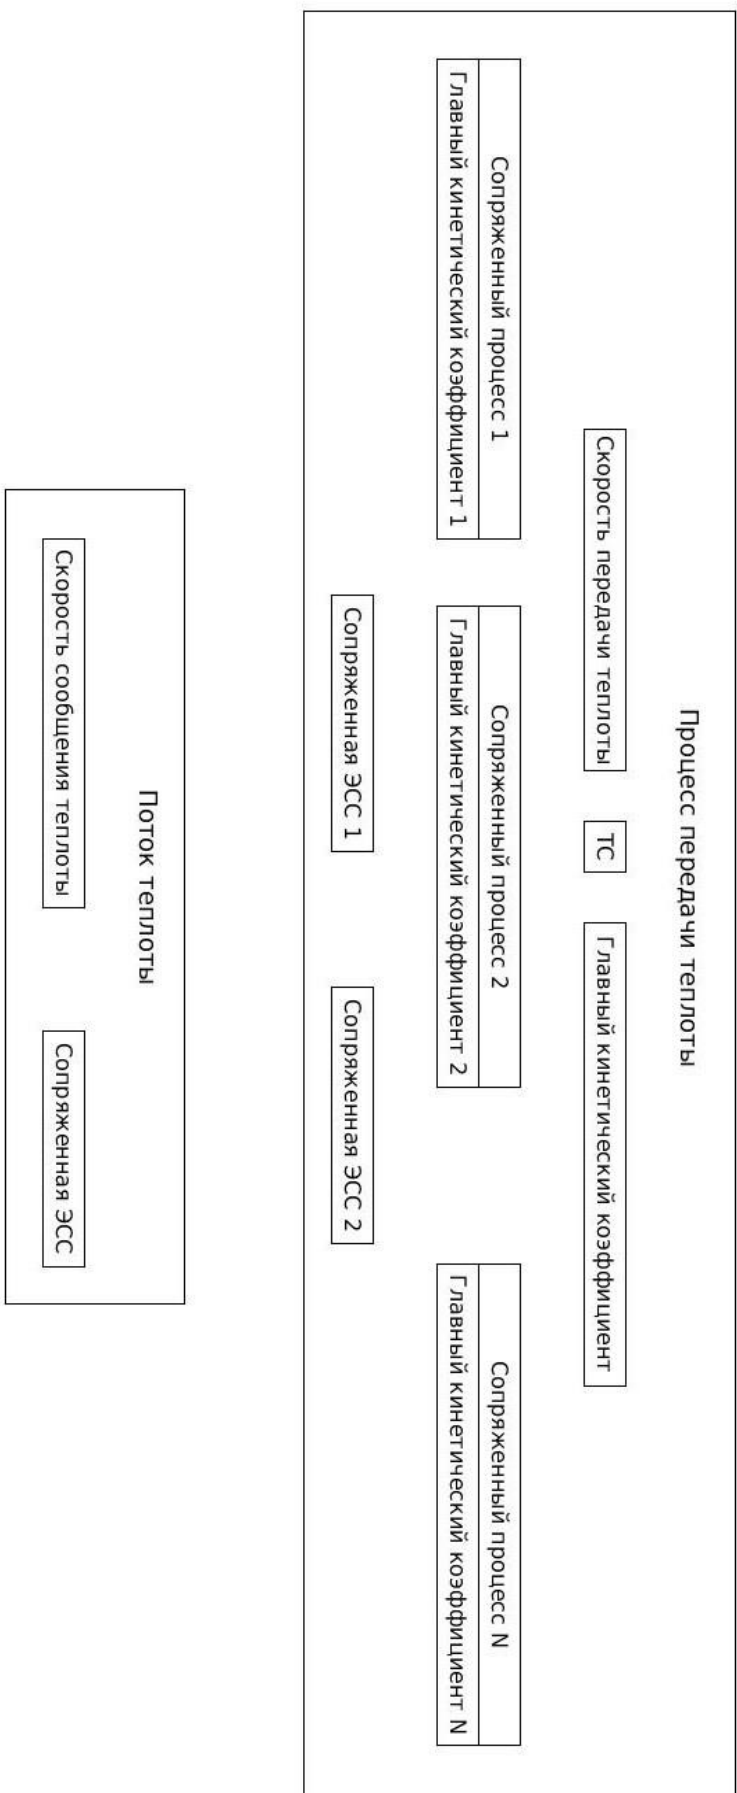 Процесс передачи теплоты
Скорость передачи теплоты
ТС
Главный кинетический коэффициент
Сопряженный процесс 1
Главный кинетический коэффициент 1
Сопряженный процесс 2
Главный кинетический коэффициент 2
Сопряженный процесс N
Главный кинетический коэффициент N
Сопряженная ЭСС 1
Сопряженная ЭСС 2
Поток теплоты
Скорость сообщения теплоты
Сопряженная ЭСС